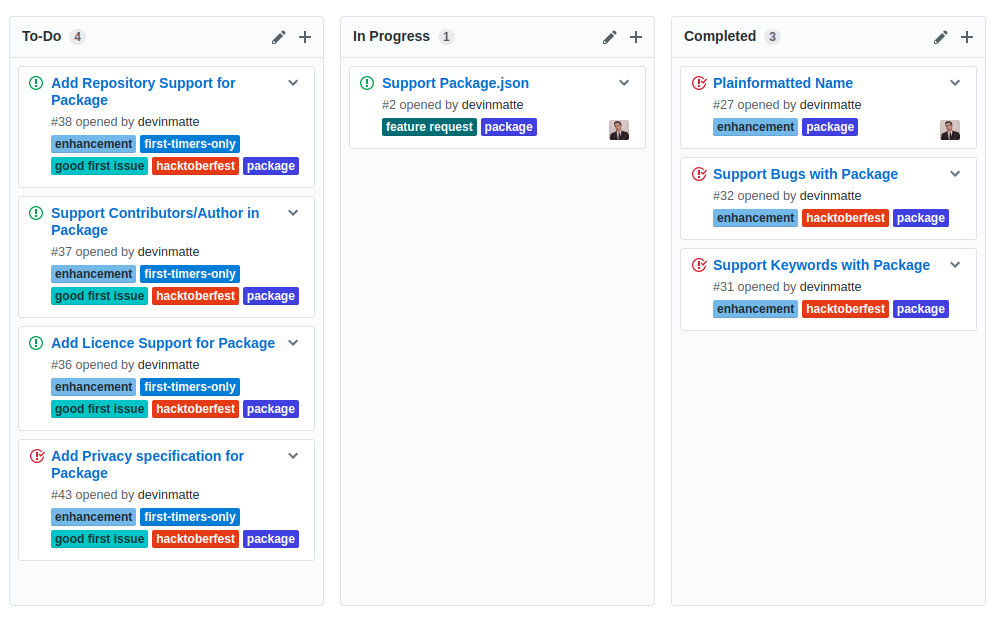 To-Do 4
Add Repository Support for
Package
#38 opened by devinmatte
enhancement first-timers-only
good first issue hacktoberfest package
Support Contributors/Author in
Package
#37 opened by devinmatte
enhancement first-timers-only
good first issue hacktoberfest package
Add Licence Support for Package
#36 opened by devinmatte
enhancement first-timers-only
good first issue hacktoberfest package
Add Privacy specification for
Package
#43 opened by devinmatte
enhancement first-timers-only
good first issue hacktoberfest package
In Progress 1
Support Package.json
#2 opened by devinmatte
feature request package
Completed 3
Plainformatted Name
#27 opened by devinmatte
enhancement package
Support Bugs with Package
#32 opened by devinmatte
enhancement hacktoberfest package
Support Keywords with Package
#31 opened by devinmatte
enhancement hacktoberfest package